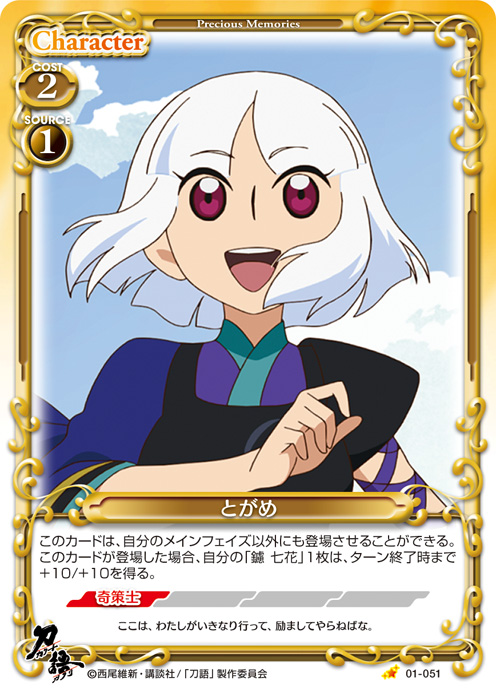 Precious Memories
Character
COST
2
SOURCE
1
とがめ
このカードは、自分のメインフェイズ以外にも登場させることができる。
このカードが登場した場合、自分の「鑢 七花」1枚は、ターン終了時まで
+10/+10を得る。
奇策士
ここは、わたしがいきなり行って、励ましてやらねばな。
刀語
カタナガタリ
©西尾維新・講談社/「刀語」製作委員会
01-051